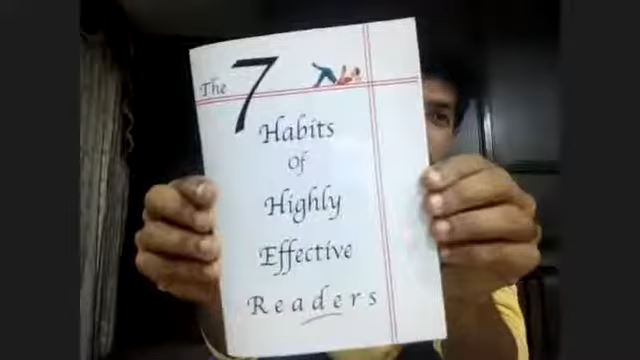 The 7
Habits
Of
Highly
Effective
Readers